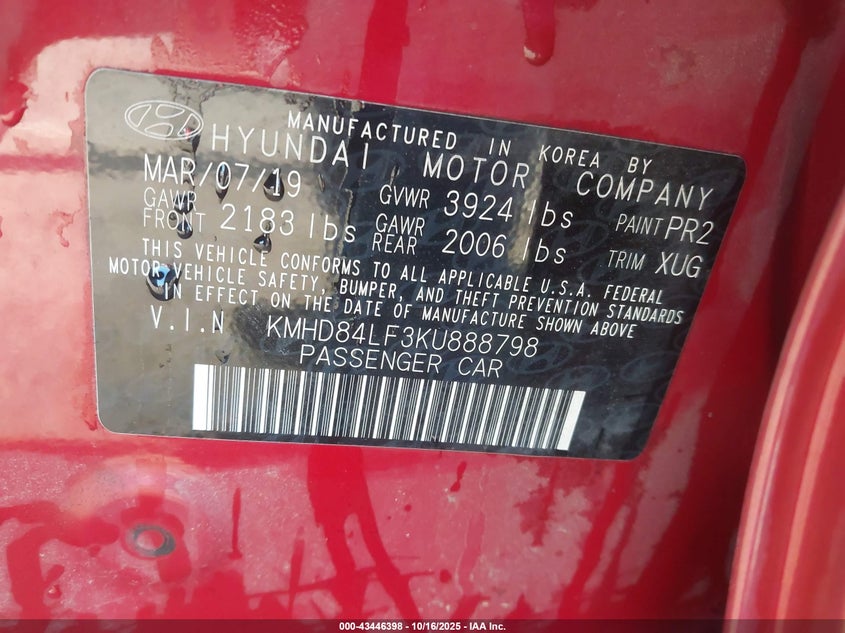 MANUFACTURED IN KOREA BY
HYUNDAI MOTOR COMPANY
MAR/07/19 GVWR 3924 lbs PAINT PR2
GAWR FRONT 2183 lbs GAWR REAR 2006 lbs TRIM XUG
THIS VEHICLE CONFORMS TO ALL APPLICABLE U.S.A. FEDERAL
MOTOR VEHICLE SAFETY, BUMPER, AND THEFT PREVENTION STANDARDS
IN EFFECT ON THE DATE OF MANUFACTURE SHOWN ABOVE
V.I.N KMHD84LF3KU888798
PASSENGER CAR
000-43446398 - 10/16/2025 - IAA Inc.